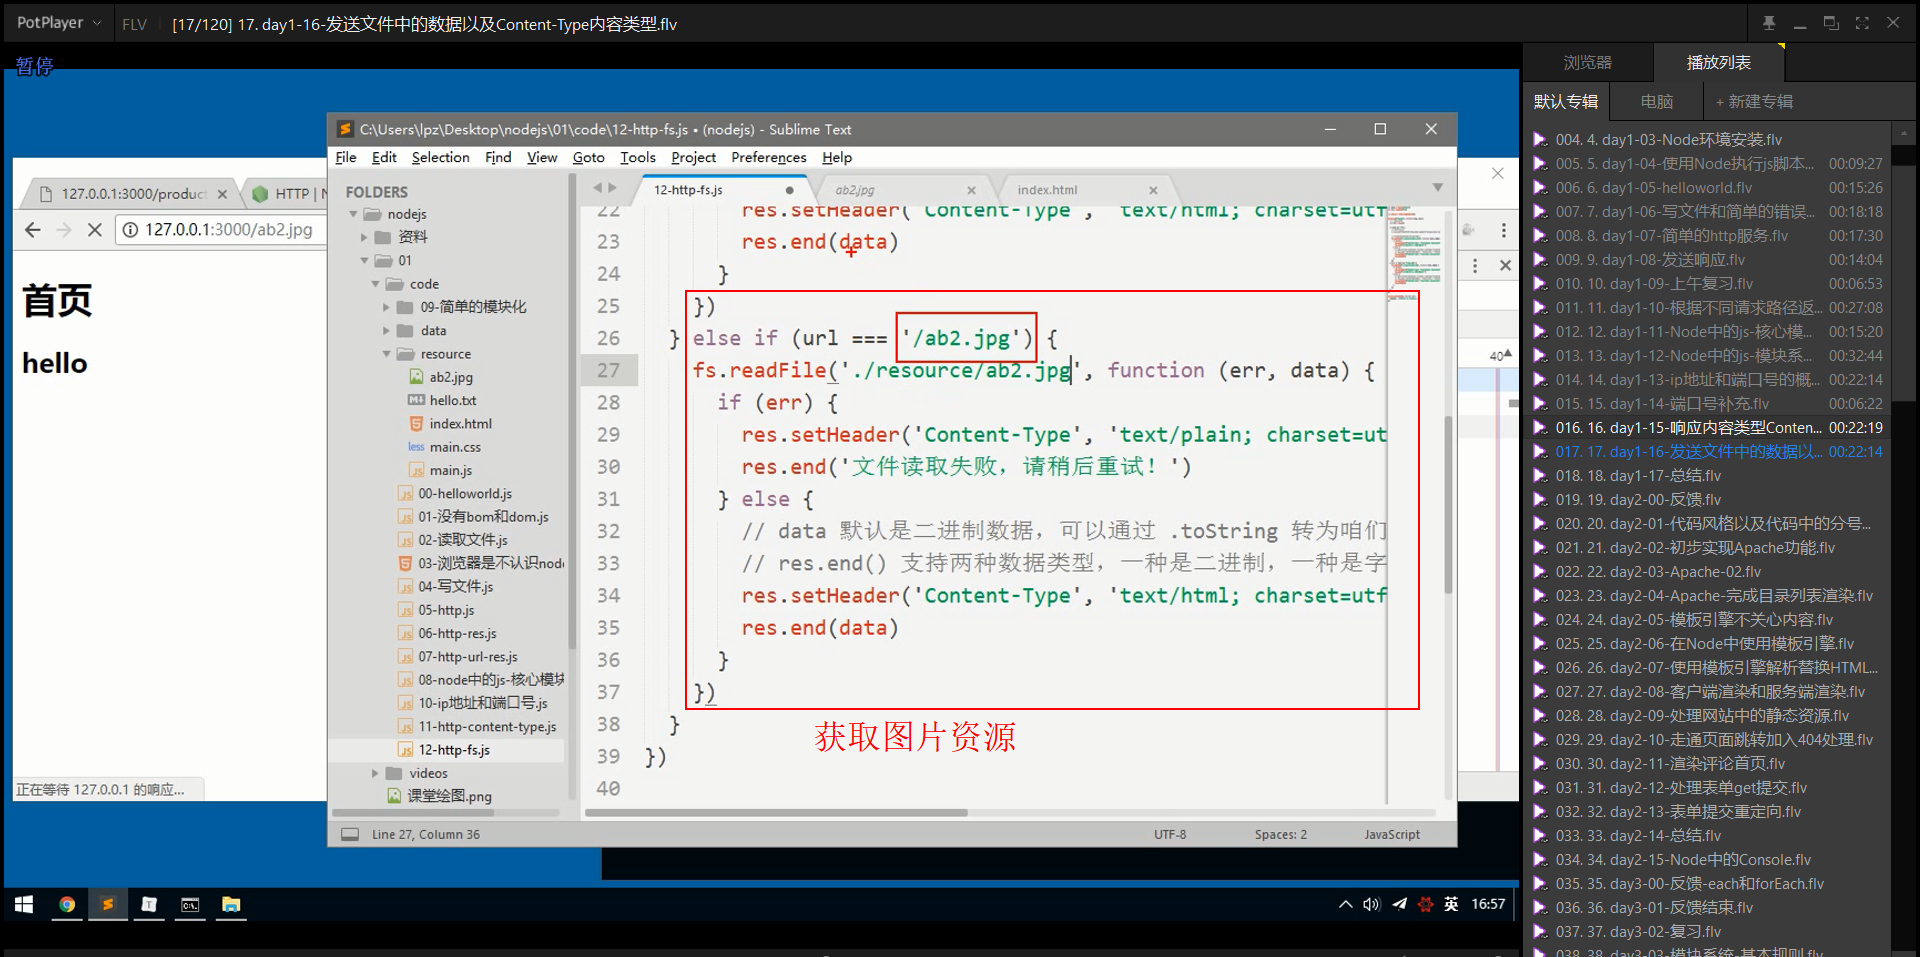 PotPlayer
FLV
[17/120] 17. day1-16-发送文件中的数据以及Content-Type内容类型.flv
暂停
127.0.0.1:3000/product
HTTP | N
127.0.0.1:3000/ab2.jpg
首页
hello
正在等待 127.0.0.1 的响应...
C:\Users\lpz\Desktop\nodejs\01\code\12-http-fs.js • (nodejs) - Sublime Text
File Edit Selection Find View Goto Tools Project Preferences Help
FOLDERS
nodejs
资料
01
code
09-简单的模块化
data
resource
ab2.jpg
hello.txt
index.html
less main.css
JS main.js
JS 00-helloworld.js
JS 01-没有bom和dom.js
JS 02-读取文件.js
03-浏览器是不认识node
JS 04-写文件.js
JS 05-http.js
JS 06-http-res.js
JS 07-http-url-res.js
JS 08-node中的js-核心模块
JS 10-ip地址和端口号.js
JS 11-http-content-type.js
JS 12-http-fs.js
videos
课堂绘图.png
12-http-fs.js
ab2.jpg
index.html
22 res.setHeader('Content-Type', 'text/html; charset=utf
23 res.end(data)
24 }
25 })
26 } else if (url === '/ab2.jpg') {
27 fs.readFile('./resource/ab2.jpg', function (err, data) {
28 if (err) {
29 res.setHeader('Content-Type', 'text/plain; charset=ut
30 res.end('文件读取失败，请稍后重试！')
31 } else {
32 // data 默认是二进制数据，可以通过 .toString 转为咱们
33 // res.end() 支持两种数据类型，一种是二进制，一种是字
34 res.setHeader('Content-Type', 'text/html; charset=utf
35 res.end(data)
36 }
37 })
38 }
39 })
40
获取图片资源
Line 27, Column 36
UTF-8
Spaces: 2
JavaScript
40
英
16:57
浏览器
播放列表
默认专辑
电脑
+ 新建专辑
004. 4. day1-03-Node环境安装.flv
005. 5. day1-04-使用Node执行js脚本... 00:09:27
006. 6. day1-05-helloworld.flv 00:15:26
007. 7. day1-06-写文件和简单的错误... 00:18:18
008. 8. day1-07-简单的http服务.flv 00:17:30
009. 9. day1-08-发送响应.flv 00:14:04
010. 10. day1-09-上午复习.flv 00:06:53
011. 11. day1-10-根据不同请求路径返... 00:27:08
012. 12. day1-11-Node中的js-核心模... 00:15:20
013. 13. day1-12-Node中的js-模块系... 00:32:44
014. 14. day1-13-ip地址和端口号的概... 00:22:14
015. 15. day1-14-端口号补充.flv 00:06:22
016. 16. day1-15-响应内容类型Conten... 00:22:19
017. 17. day1-16-发送文件中的数据以... 00:22:14
018. 18. day1-17-总结.flv
019. 19. day2-00-反馈.flv
020. 20. day2-01-代码风格以及代码中的分号...
021. 21. day2-02-初步实现Apache功能.flv
022. 22. day2-03-Apache-02.flv
023. 23. day2-04-Apache-完成目录列表渲染.flv
024. 24. day2-05-模板引擎不关心内容.flv
025. 25. day2-06-在Node中使用模板引擎.flv
026. 26. day2-07-使用模板引擎解析替换HTML...
027. 27. day2-08-客户端渲染和服务端渲染.flv
028. 28. day2-09-处理网站中的静态资源.flv
029. 29. day2-10-走通页面跳转加入404处理.flv
030. 30. day2-11-渲染评论首页.flv
031. 31. day2-12-处理表单get提交.flv
032. 32. day2-13-表单提交重定向.flv
033. 33. day2-14-总结.flv
034. 34. day2-15-Node中的Console.flv
035. 35. day3-00-反馈-each和forEach.flv
036. 36. day3-01-反馈结束.flv
037. 37. day3-02-复习.flv
038. 38. day3-03-模块系统-基本规则.flv